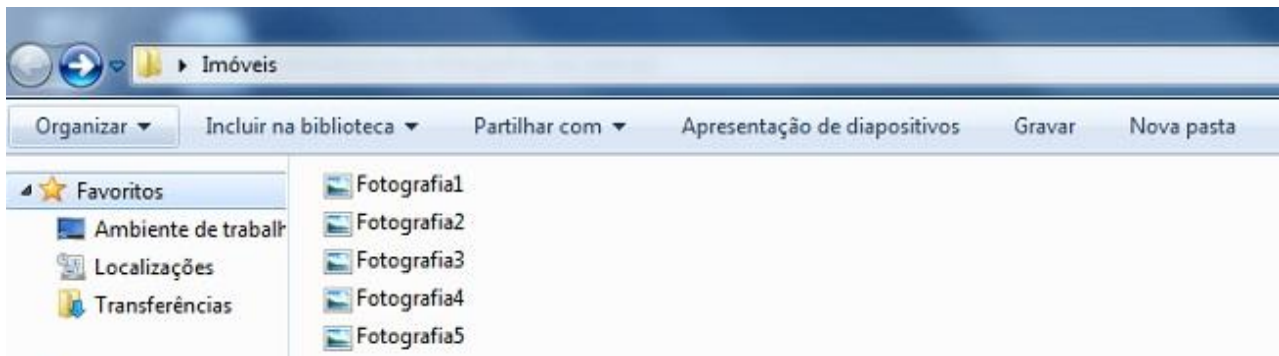 Imóveis
Organizar Incluir na biblioteca Partilhar com Apresentação de diapositivos Gravar Nova pasta
Favoritos
Ambiente de trabalh
Localizações
Transferências
Fotografia1
Fotografia2
Fotografia3
Fotografia4
Fotografia5